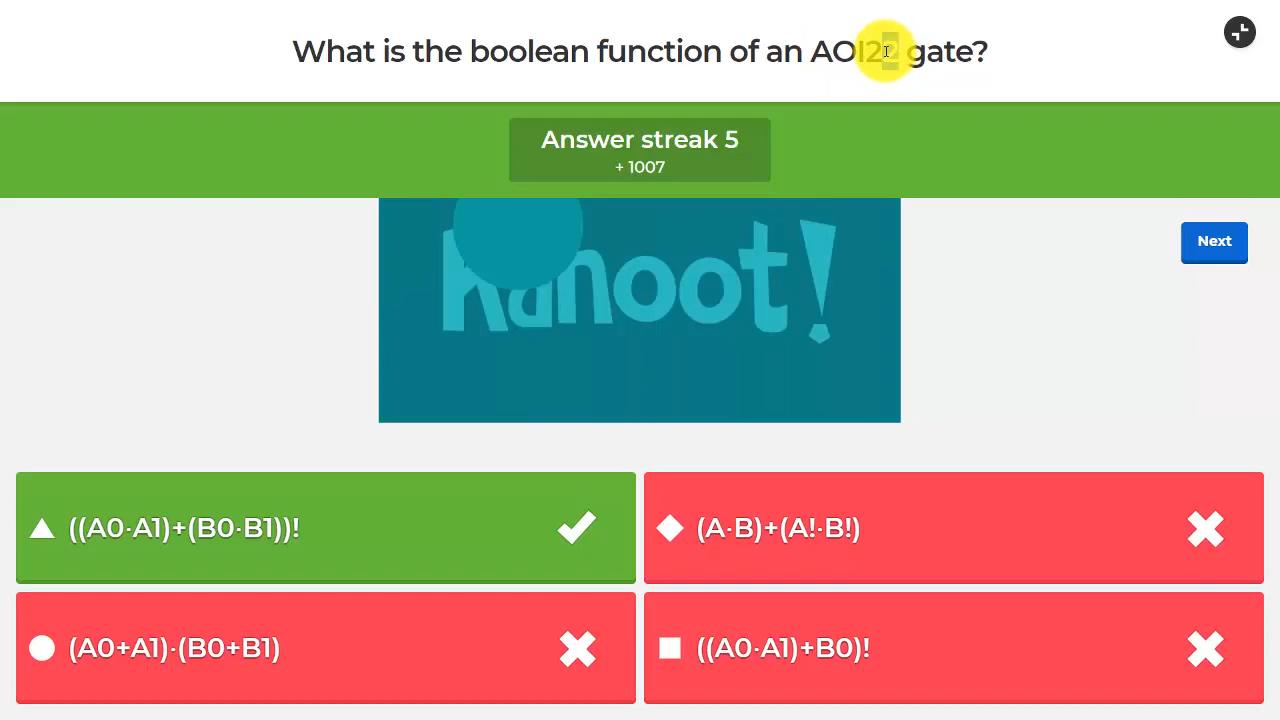 What is the boolean function of an AOI22 gate?
Answer streak 5
+ 1007
Kahoot!
Next
((A0·A1)+(B0·B1))!
(A·B)+(A!·B!)
(A0+A1)·(B0+B1)
((A0·A1)+B0)!